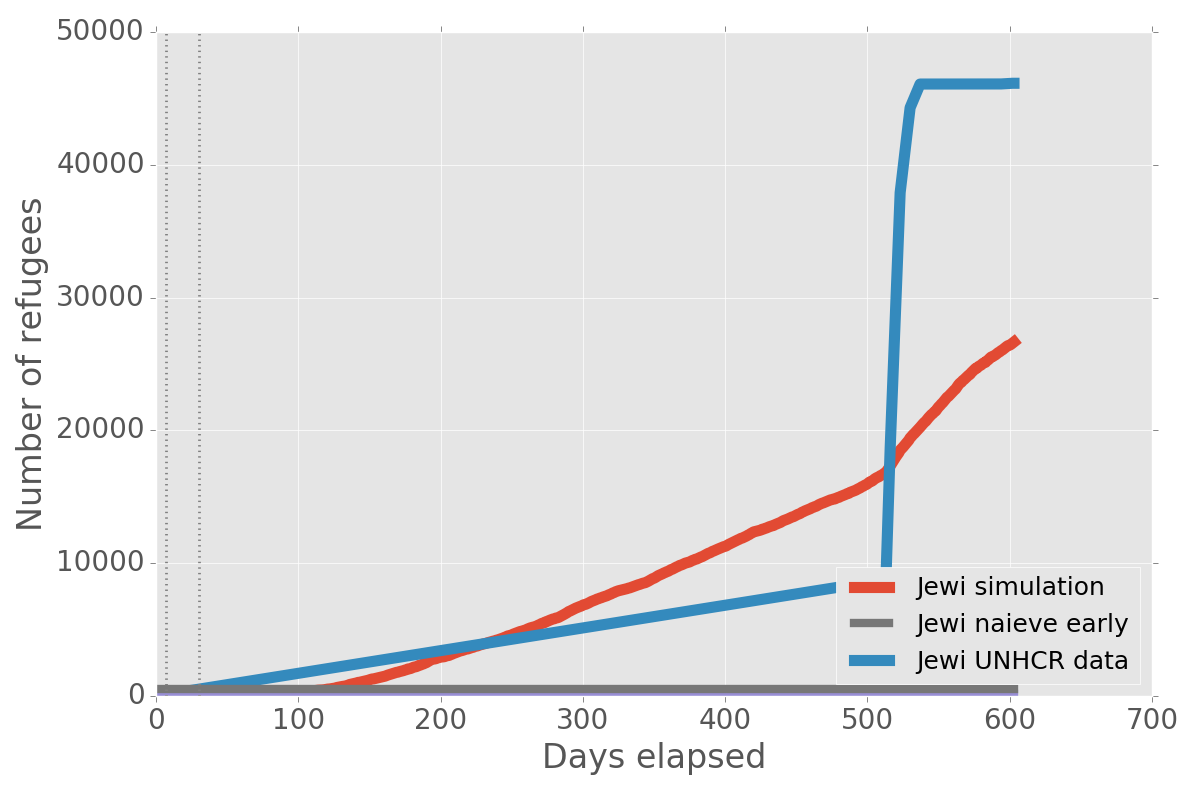 50000
40000
30000
20000
10000
0
Number of refugees
0 100 200 300 400 500 600 700
Days elapsed
Jewi simulation
Jewi naieve early
Jewi UNHCR data